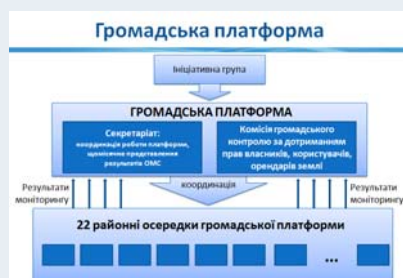 Громадська платформа
Ініціативна група
ГРОМАДСЬКА ПЛАТФОРМА
Секретаріат:
координація роботи платформи,
щомісячне представлення
результатів ОМС
Комісія громадського
контролю за дотриманням
прав власників, користувачів,
орендарів землі
Результати
моніторингу
координація
Результати
моніторингу
22 районні осередки громадської платформи
...